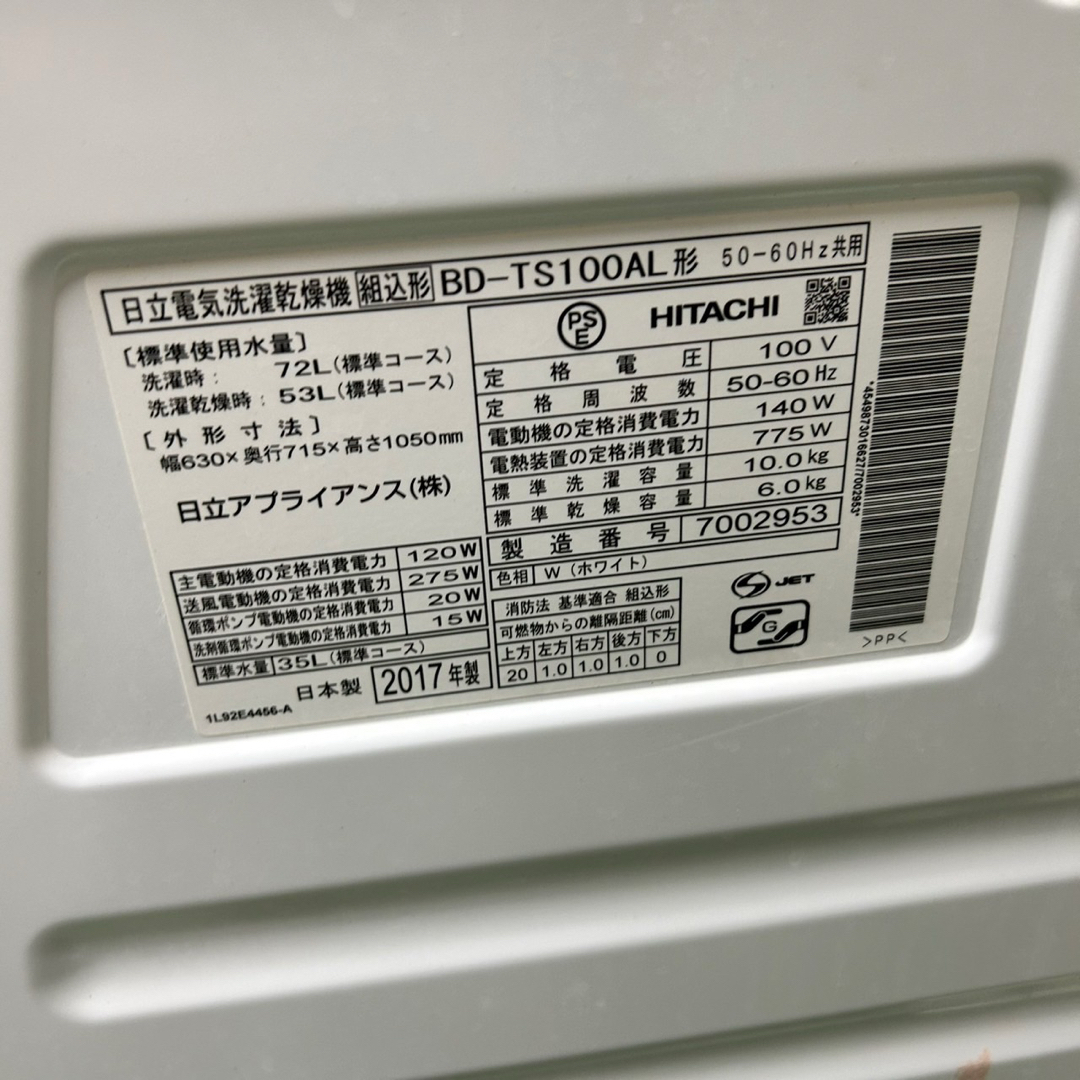 日立電気洗濯乾燥機 組込形 BD-TS100AL形 50-60Hz共用
[標準使用水量]
洗濯時: 72L(標準コース)
洗濯乾燥時: 53L(標準コース)
[外形寸法]
幅630×奥行715×高さ1050mm
日立アプライアンス(株)
PSE HITACHI
定格電圧 100V
定格周波数 50-60Hz
電動機の定格消費電力 140W
電熱装置の定格消費電力 775W
標準洗濯容量 10.0kg
標準乾燥容量 6.0kg
製造番号 7002953
色相 W(ホワイト)
主電動機の定格消費電力 120W
送風電動機の定格消費電力 275W
循環ポンプ電動機の定格消費電力 20W
洗剤循環ポンプ電動機の定格消費電力 15W
標準水量 35L(標準コース)
日本製 2017年製
1L92E4456-A
消防法 基準適合 組込形
可燃物からの離隔距離(cm)
上方 左方 右方 後方 下方
20 1.0 1.0 1.0 0
S JET
G
*4549873016627/7002953*
>PP<